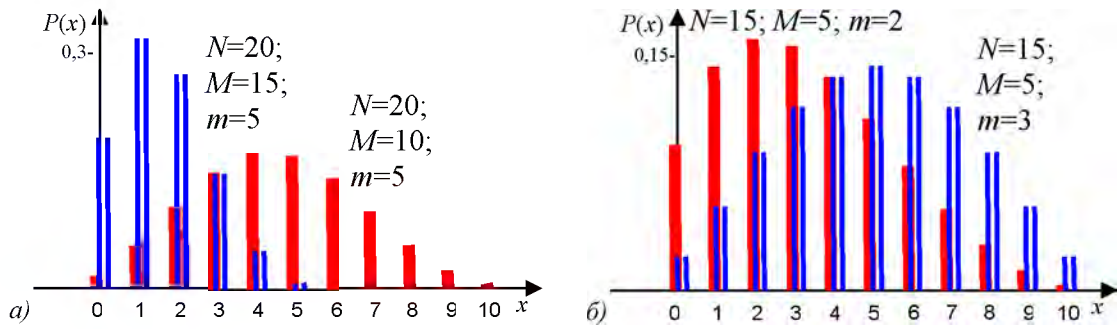 P(x)
0,3-
N=20;
M=15;
m=5
N=20;
M=10;
m=5
0 1 2 3 4 5 6 7 8 9 10 x
а)
P(x) N=15; M=5; m=2
0,15-
N=15;
M=5;
m=3
0 1 2 3 4 5 6 7 8 9 10 x
б)